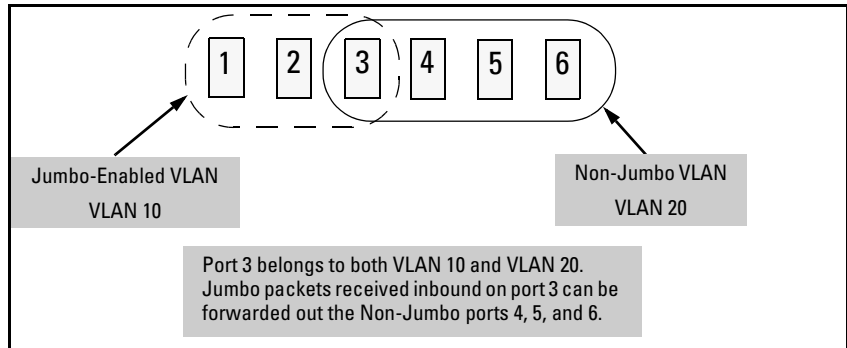 1 2 3 4 5 6
Jumbo-Enabled VLAN
VLAN 10
Non-Jumbo VLAN
VLAN 20
Port 3 belongs to both VLAN 10 and VLAN 20.
Jumbo packets received inbound on port 3 can be
forwarded out the Non-Jumbo ports 4, 5, and 6.